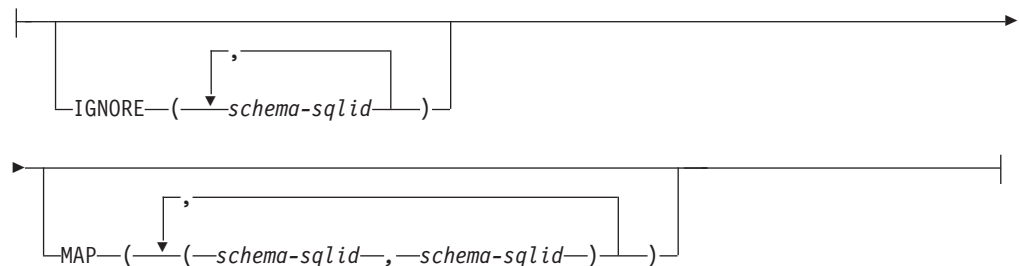 ,
IGNORE ( schema-sqlid )
,
MAP ( ( schema-sqlid , schema-sqlid ) )